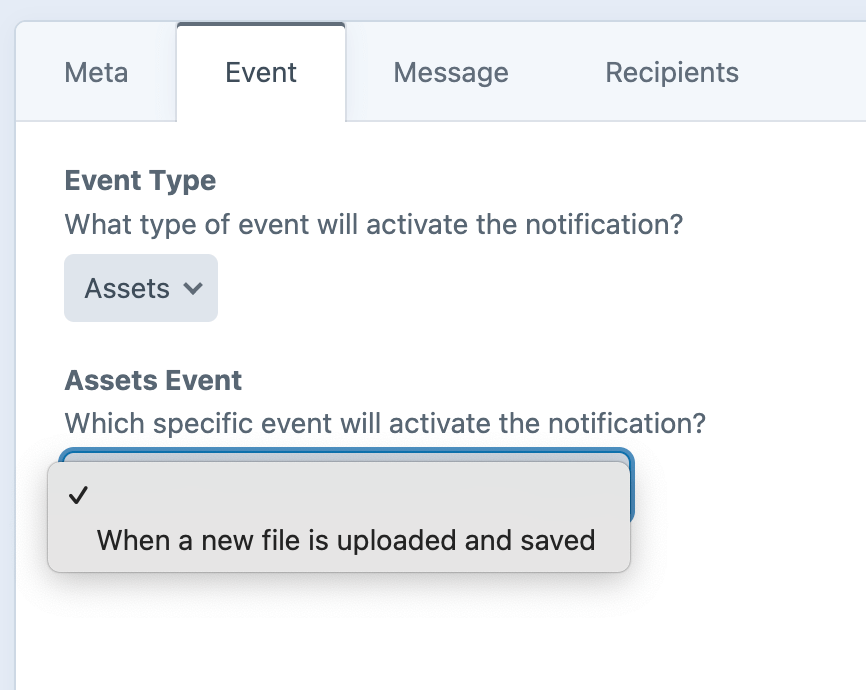 Meta Event Message Recipients
Event Type
What type of event will activate the notification?
Assets
Assets Event
Which specific event will activate the notification?
When a new file is uploaded and saved